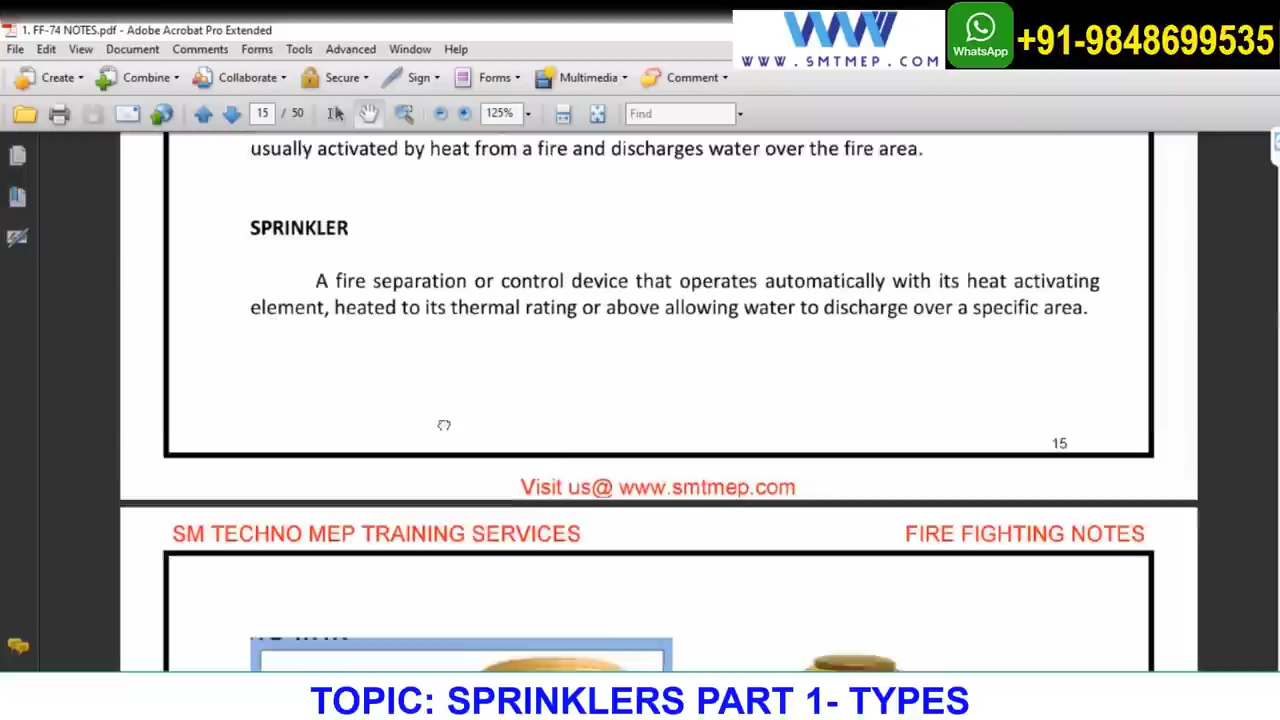 1. FF-74 NOTES.pdf - Adobe Acrobat Pro Extended
File Edit View Document Comments Forms Tools Advanced Window Help
WWW.SMTMEP.COM
WhatsApp
+91-9848699535
Create Combine Collaborate Secure Sign Forms Multimedia Comment
15 / 50 125% Find
usually activated by heat from a fire and discharges water over the fire area.
SPRINKLER
A fire separation or control device that operates automatically with its heat activating
element, heated to its thermal rating or above allowing water to discharge over a specific area.
15
Visit us@ www.smtmep.com
SM TECHNO MEP TRAINING SERVICES FIRE FIGHTING NOTES
TOPIC: SPRINKLERS PART 1- TYPES